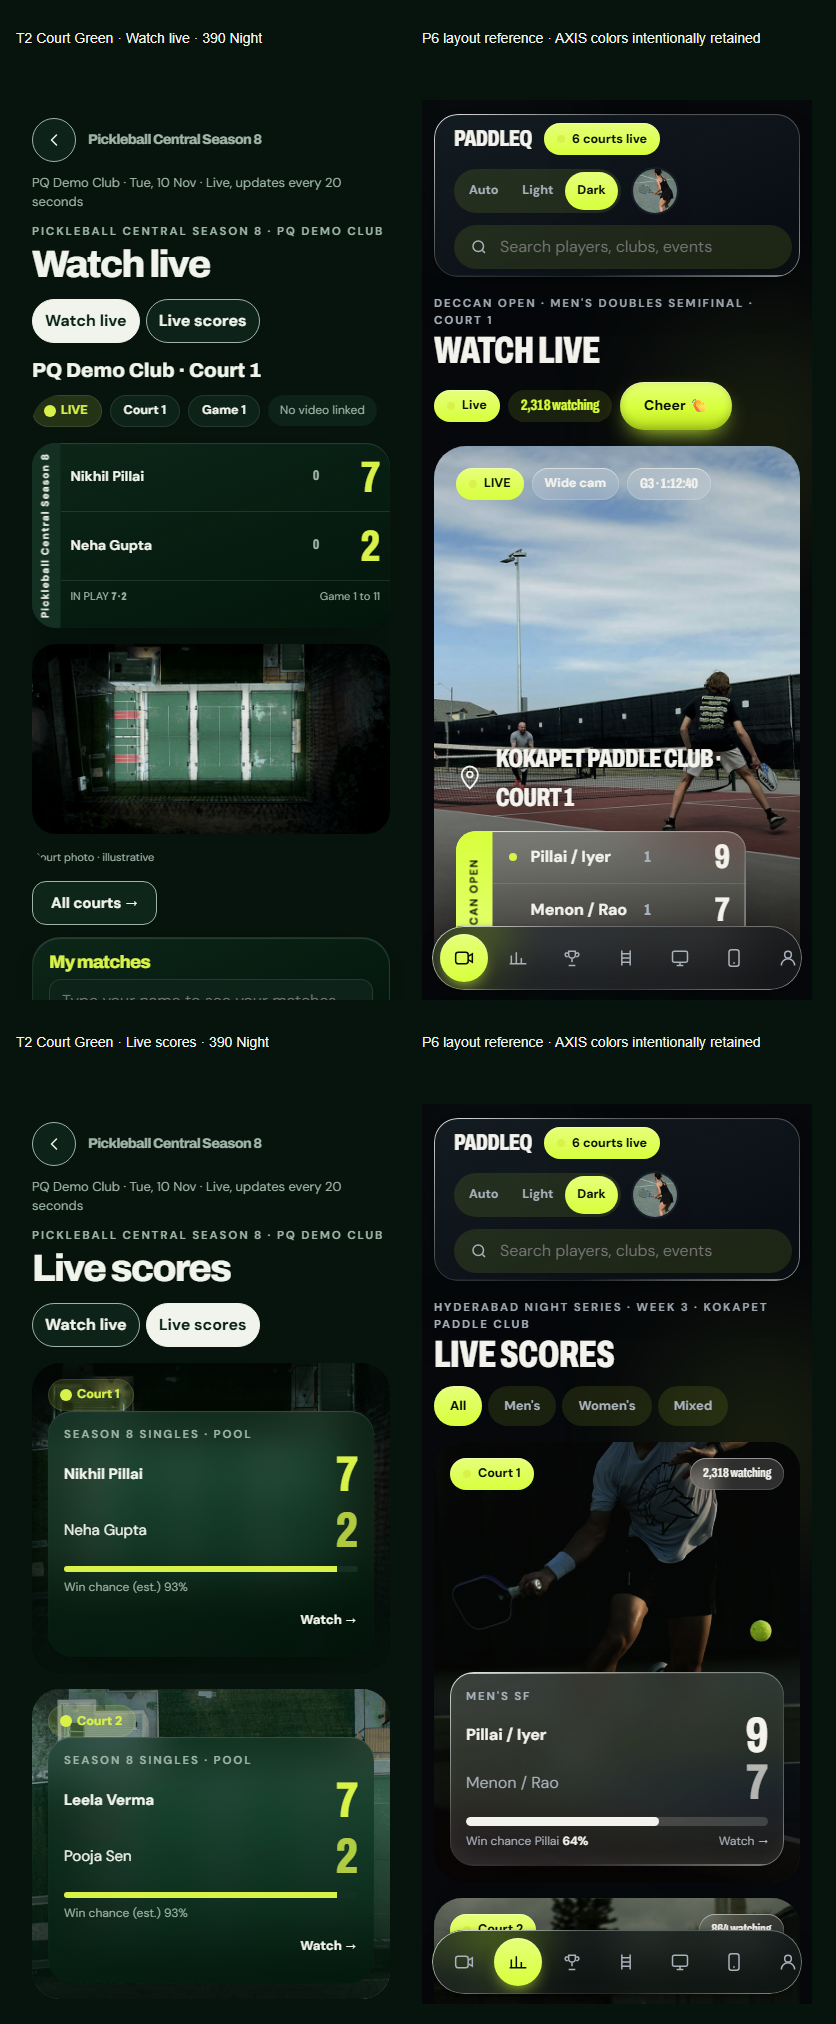 T2 Court Green · Watch live · 390 Night
Pickleball Central Season 8
PQ Demo Club · Tue, 10 Nov · Live, updates every 20
seconds
PICKLEBALL CENTRAL SEASON 8 · PQ DEMO CLUB
Watch live
Watch live
Live scores
PQ Demo Club · Court 1
LIVE
Court 1
Game 1
No video linked
Pickleball Central Season 8
Nikhil Pillai 0 7
Neha Gupta 0 2
IN PLAY 7·2
Game 1 to 11
ourt photo · illustrative
All courts →
My matches
Type your name to see your matches
P6 layout reference · AXIS colors intentionally retained
PADDLEQ
6 courts live
Auto
Light
Dark
Search players, clubs, events
DECCAN OPEN · MEN'S DOUBLES SEMIFINAL ·
COURT 1
WATCH LIVE
Live
2,318 watching
Cheer 👏
LIVE
Wide cam
G3 · 1:12:40
KOKAPET PADDLE CLUB ·
COURT 1
CAN OPEN
Pillai / Iyer 1 9
Menon / Rao 1 7
T2 Court Green · Live scores · 390 Night
Pickleball Central Season 8
PQ Demo Club · Tue, 10 Nov · Live, updates every 20
seconds
PICKLEBALL CENTRAL SEASON 8 · PQ DEMO CLUB
Live scores
Watch live
Live scores
Court 1
SEASON 8 SINGLES · POOL
Nikhil Pillai 7
Neha Gupta 2
Win chance (est.) 93%
Watch →
Court 2
SEASON 8 SINGLES · POOL
Leela Verma 7
Pooja Sen 2
Win chance (est.) 93%
Watch →
P6 layout reference · AXIS colors intentionally retained
PADDLEQ
6 courts live
Auto
Light
Dark
Search players, clubs, events
HYDERABAD NIGHT SERIES · WEEK 3 · KOKAPET
PADDLE CLUB
LIVE SCORES
All
Men's
Women's
Mixed
Court 1
2,318 watching
MEN'S SF
Pillai / Iyer 9
Menon / Rao 7
Win chance Pillai 64%
Watch →
Court 2
864 watching